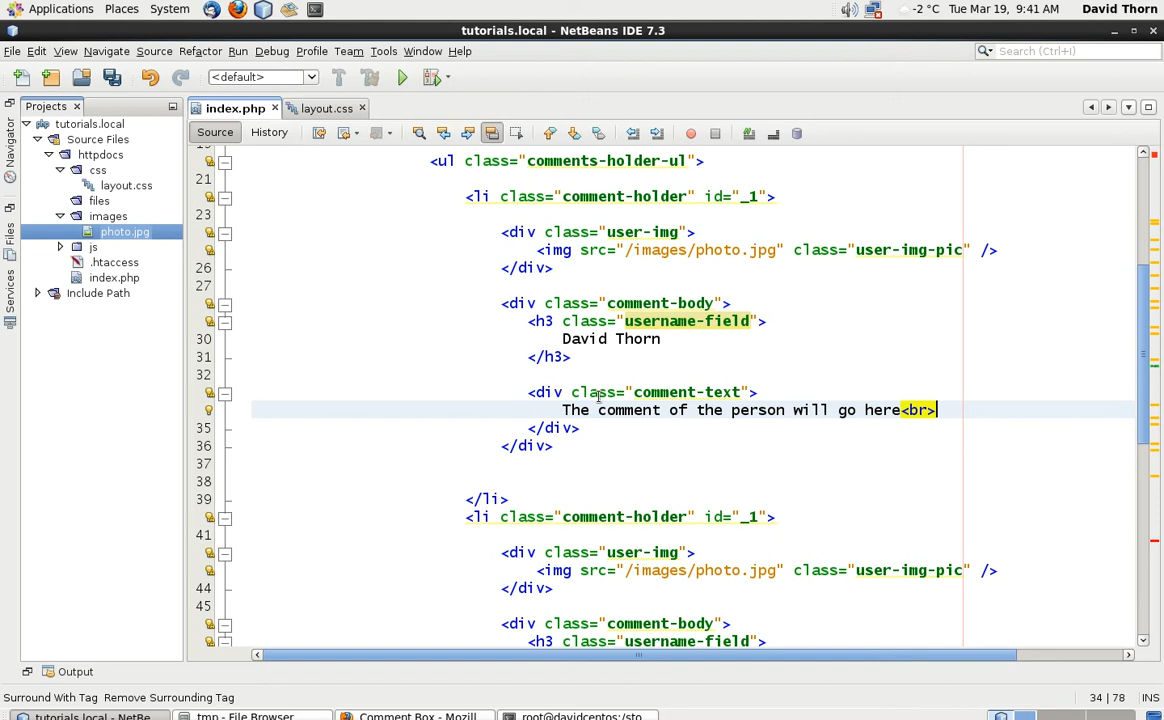 Applications Places System -2 °C Tue Mar 19, 9:41 AM David Thorn
tutorials.local - NetBeans IDE 7.3
File Edit View Navigate Source Refactor Run Debug Profile Team Tools Window Help Search (Ctrl+I)
<default>
Projects index.php layout.css
Source History
Navigator
Files
Services
tutorials.local
Source Files
httpdocs
css
layout.css
files
images
photo.jpg
js
.htaccess
index.php
Include Path
<ul class="comments-holder-ul">
21
<li class="comment-holder" id="_1">
23
<div class="user-img">
<img src="/images/photo.jpg" class="user-img-pic" />
26 </div>
27
<div class="comment-body">
<h3 class="username-field">
30 David Thorn
31 </h3>
32
<div class="comment-text">
The comment of the person will go here<br>
35 </div>
36 </div>
37
38
39 </li>
<li class="comment-holder" id="_1">
41
<div class="user-img">
<img src="/images/photo.jpg" class="user-img-pic" />
44 </div>
45
<div class="comment-body">
<h3 class="username-field">
Output
Surround With Tag Remove Surrounding Tag 34 | 78 INS
tutorials.local - NetBe... tmp - File Browser Comment Box - Mozill... root@davidcentos:/sto...